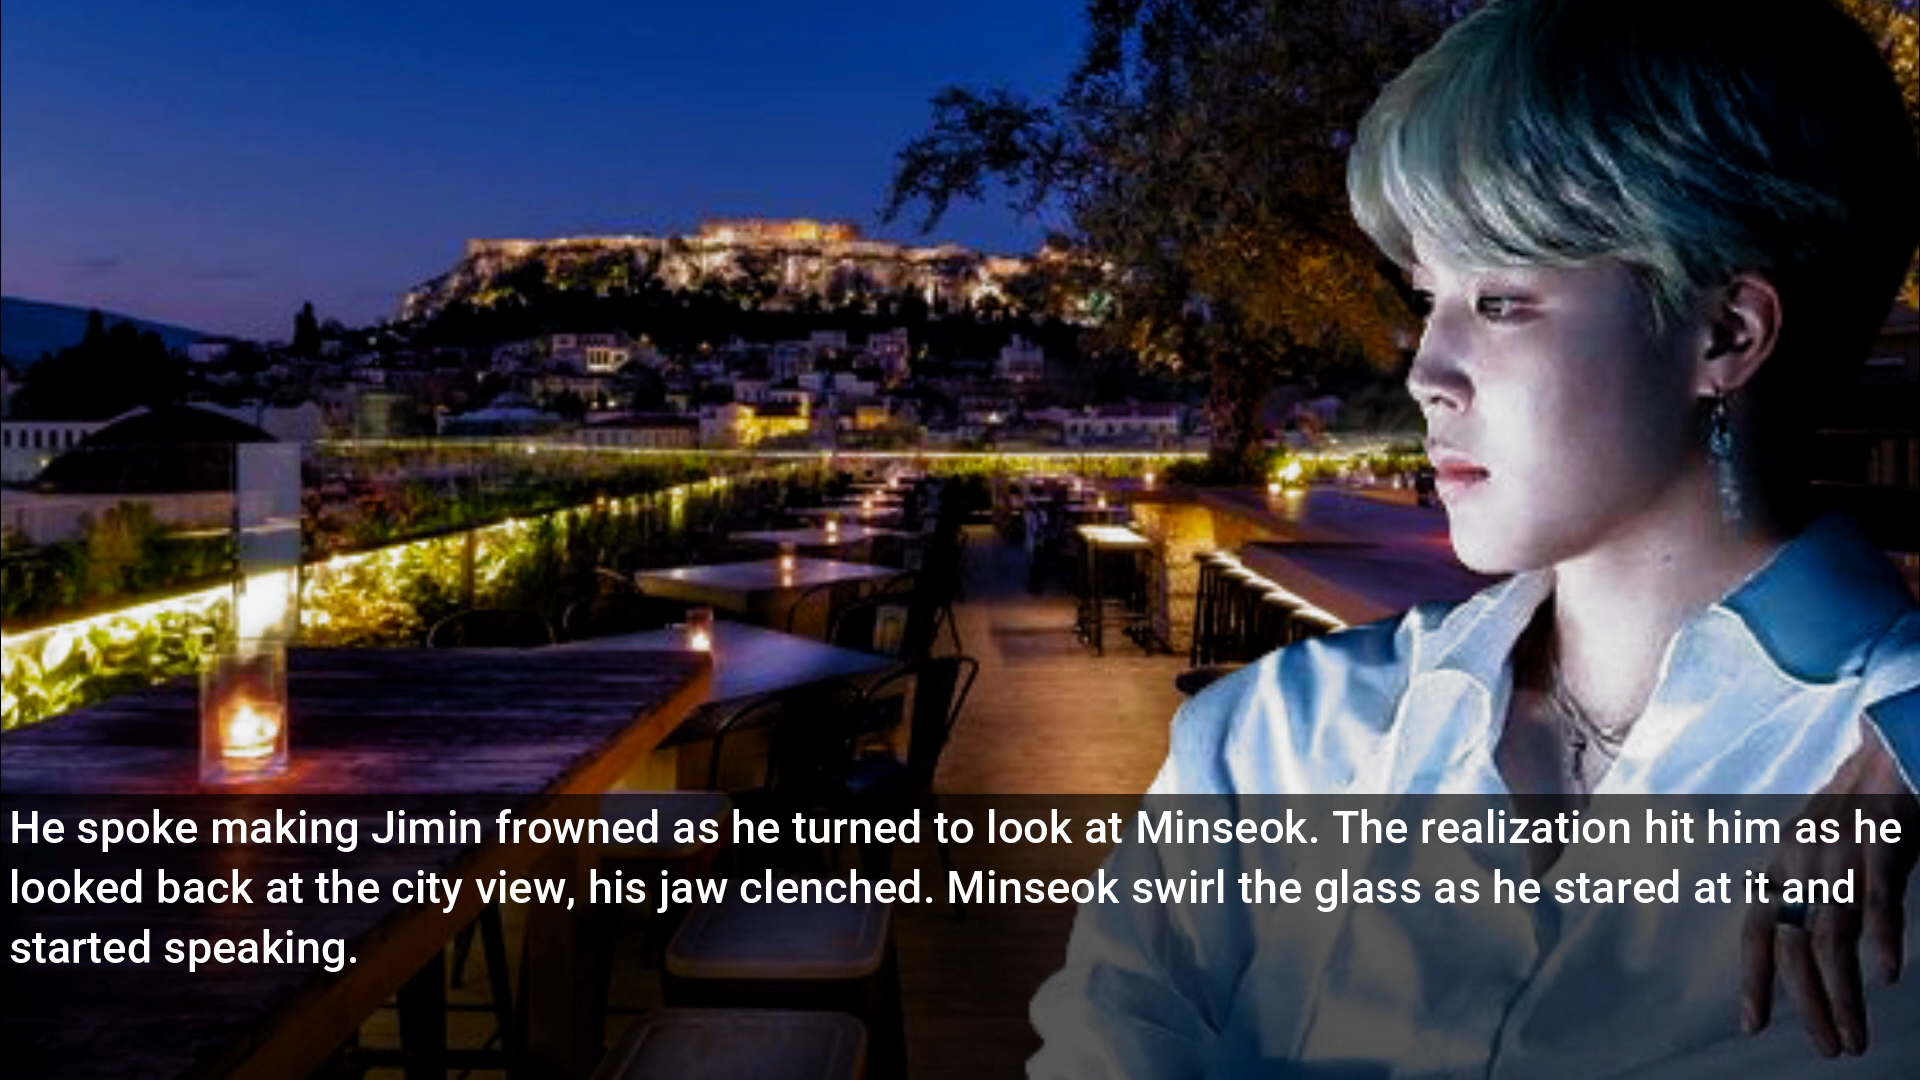 He spoke making Jimin frowned as he turned to look at Minseok. The realization hit him as he
looked back at the city view, his jaw clenched. Minseok swirl the glass as he stared at it and
started speaking.